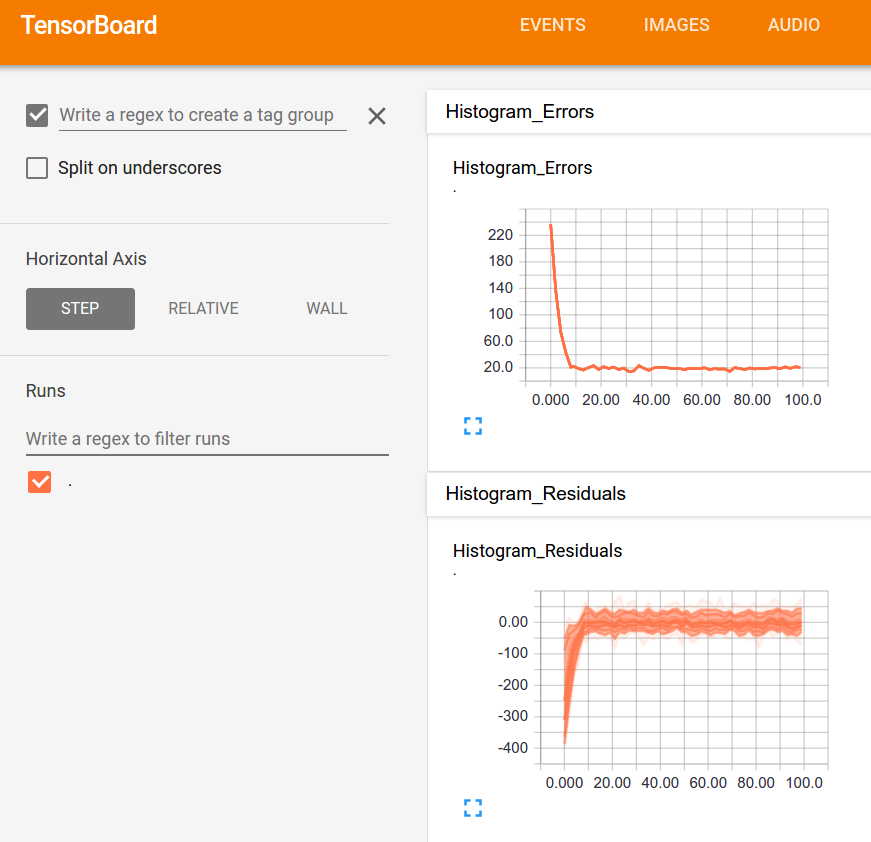 TensorBoard
EVENTS IMAGES AUDIO
Write a regex to create a tag group
Split on underscores
Horizontal Axis
STEP RELATIVE WALL
Runs
Write a regex to filter runs
.
Histogram_Errors
Histogram_Errors
.
220
180
140
100
60.0
20.0
0.000 20.00 40.00 60.00 80.00 100.0
Histogram_Residuals
Histogram_Residuals
.
0.00
-100
-200
-300
-400
0.000 20.00 40.00 60.00 80.00 100.0